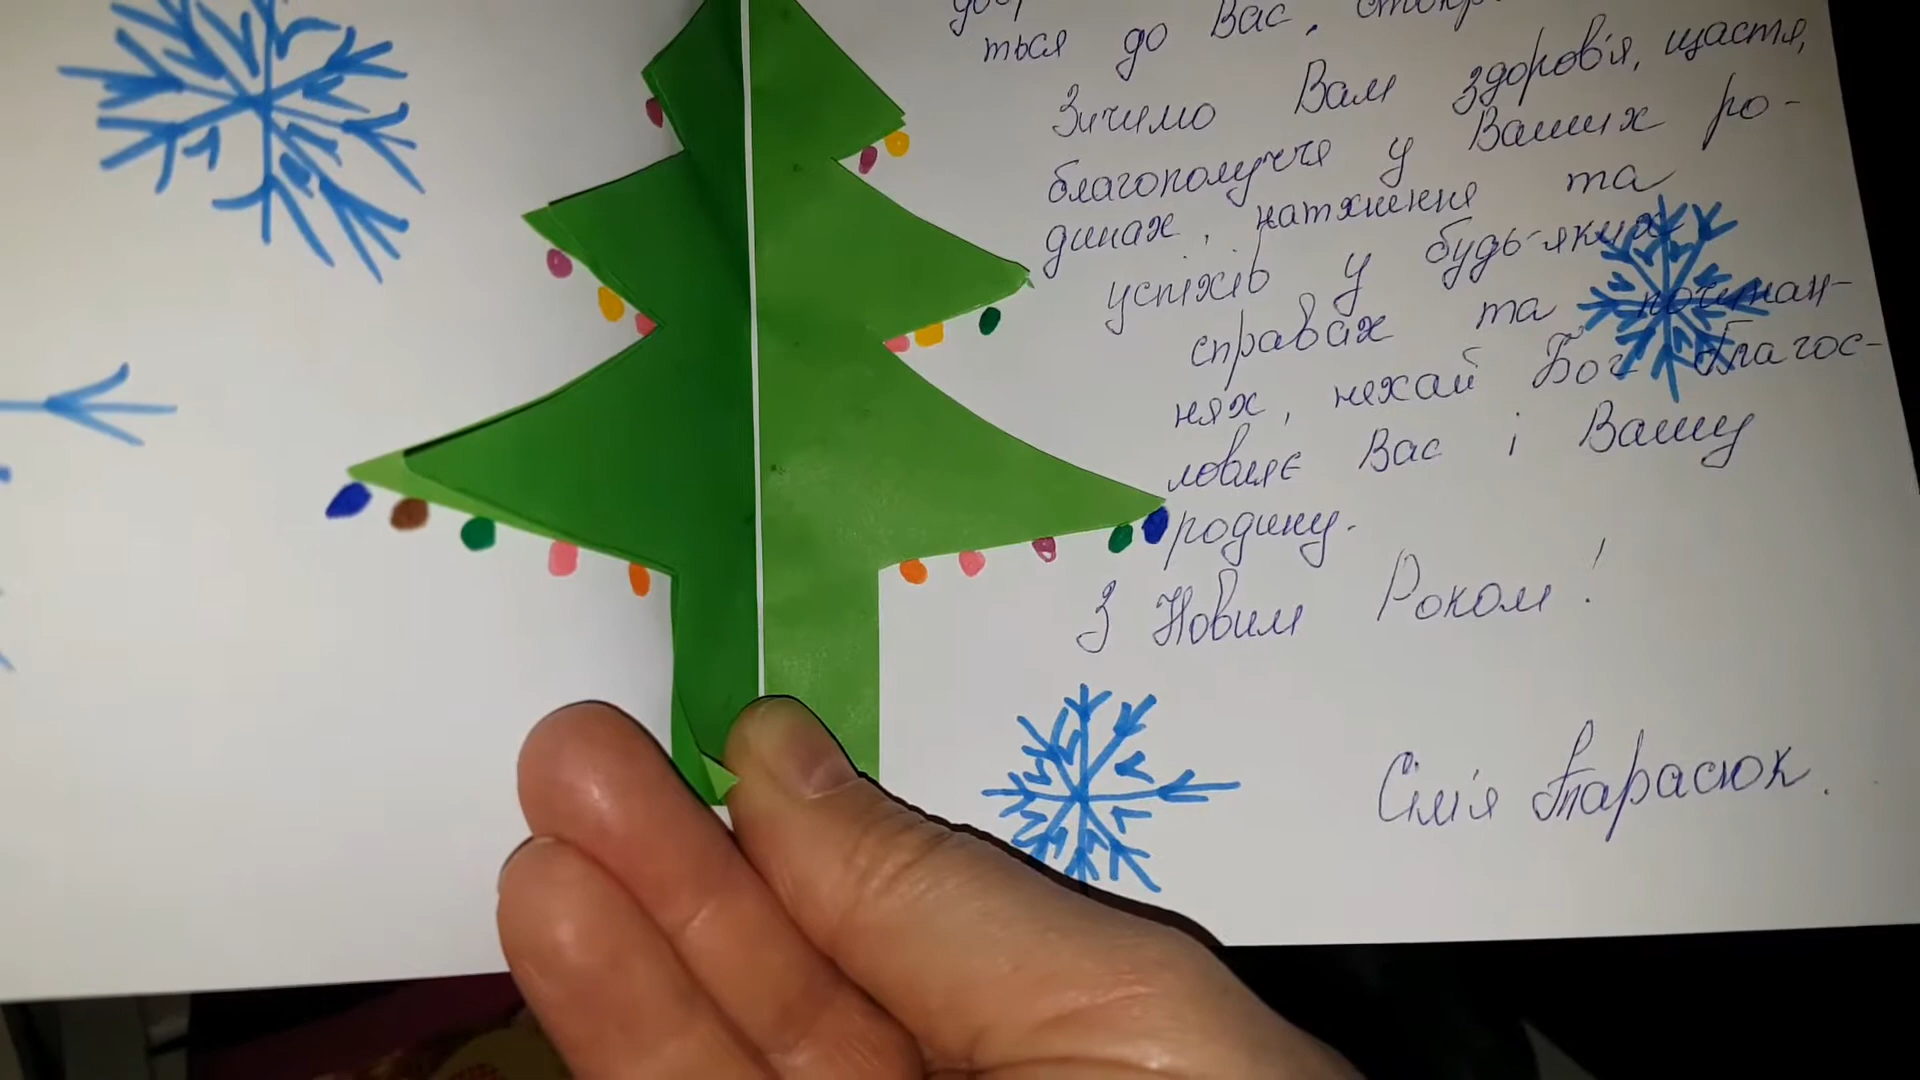 ться до Вас.
Зичимо Вам здоров'я, щастя,
благополуччя у Ваших ро-
динах, натхнення та
успіхів у будь-яких
справах та починан-
нях, нехай Бог благос-
ловляє Вас і Вашу
родину.
З Новим Роком!
Сім'я Тарасюк.